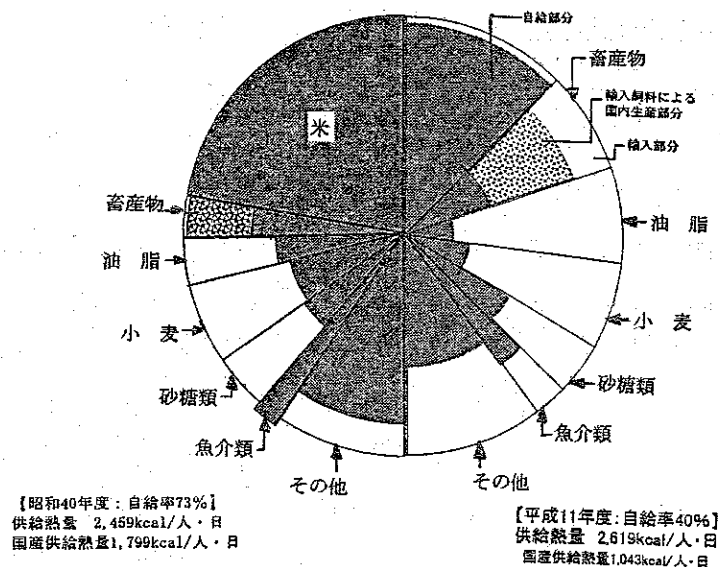 自給部分
畜産物
輸入飼料による
国内生産部分
輸入部分
米
畜産物
油脂
油脂
小麦
小麦
砂糖類
砂糖類
魚介類
魚介類
その他
その他
【昭和40年度:自給率73%】
供給熱量 2,459kcal/人・日
国産供給熱量1,799kcal/人・日
【平成11年度:自給率40%】
供給熱量 2,619kcal/人・日
国産供給熱量1,043kcal/人・日